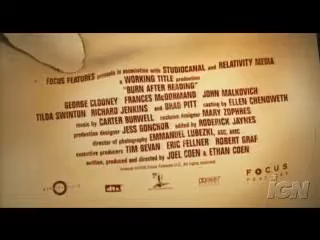 FOCUS FEATURES presents in association with STUDIOCANAL and RELATIVITY MEDIA
a WORKING TITLE production
"BURN AFTER READING"
GEORGE CLOONEY FRANCES McDORMAND JOHN MALKOVICH
TILDA SWINTON RICHARD JENKINS and BRAD PITT casting by ELLEN CHENOWETH
music by CARTER BURWELL costume designer MARY ZOPHRES
production designer JESS GONCHOR edited by RODERICK JAYNES
director of photography EMMANUEL LUBEZKI, ASC, AMC
executive producers TIM BEVAN ERIC FELLNER ROBERT GRAF
written, produced and directed by JOEL COEN & ETHAN COEN
dts
FOCUS
FEATURES
IGN